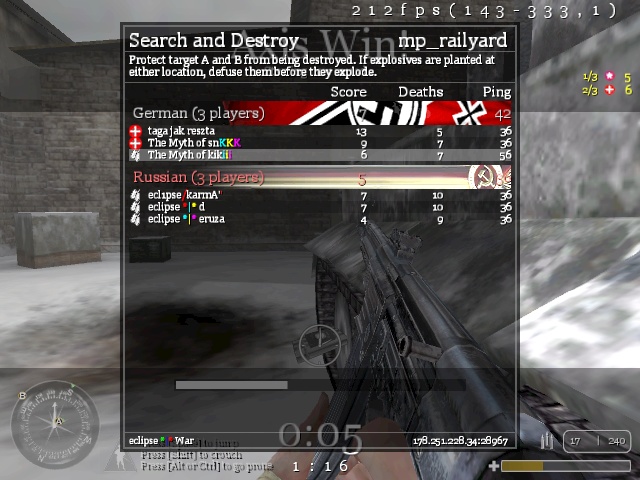 212fps(143-333,1)
Axis Win!
Search and Destroy mp_railyard
Protect target A and B from being destroyed. If explosives are planted at
either location, defuse them before they explode.
Score Deaths Ping
1/3 5
2/3 6
German (3 players) 42
taga jak reszta 13 5 36
The Myth of snKKK 9 7 36
The Myth of kikiii 6 7 56
Russian (3 players) 5
eclipse/karmA' 7 10 36
eclipse *|* d 7 10 36
eclipse *|* eruza 4 9 36
B
A
0:05
eclipse War 178.251.228.34:28967
to jump
Press [Shift] to crouch
Press [Alt or Ctrl] to go prone
1:16
17 240